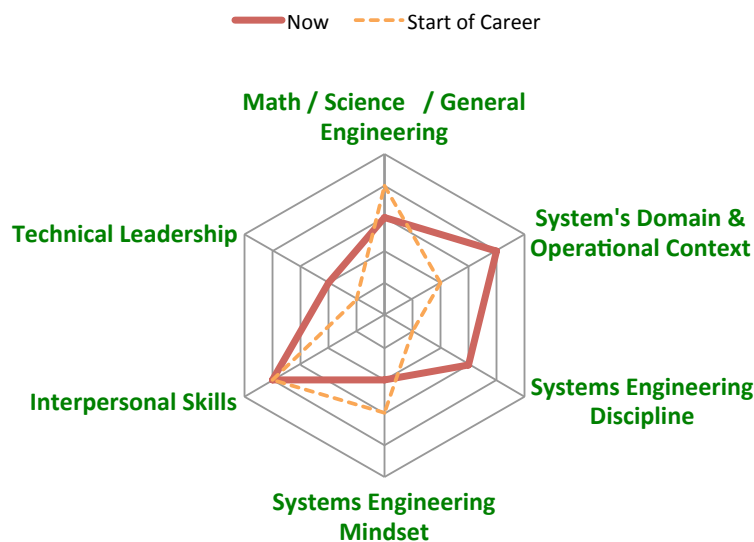 Now
Start of Career
Math / Science / General
Engineering
System's Domain &
Operational Context
Technical Leadership
Systems Engineering
Discipline
Interpersonal Skills
Systems Engineering
Mindset